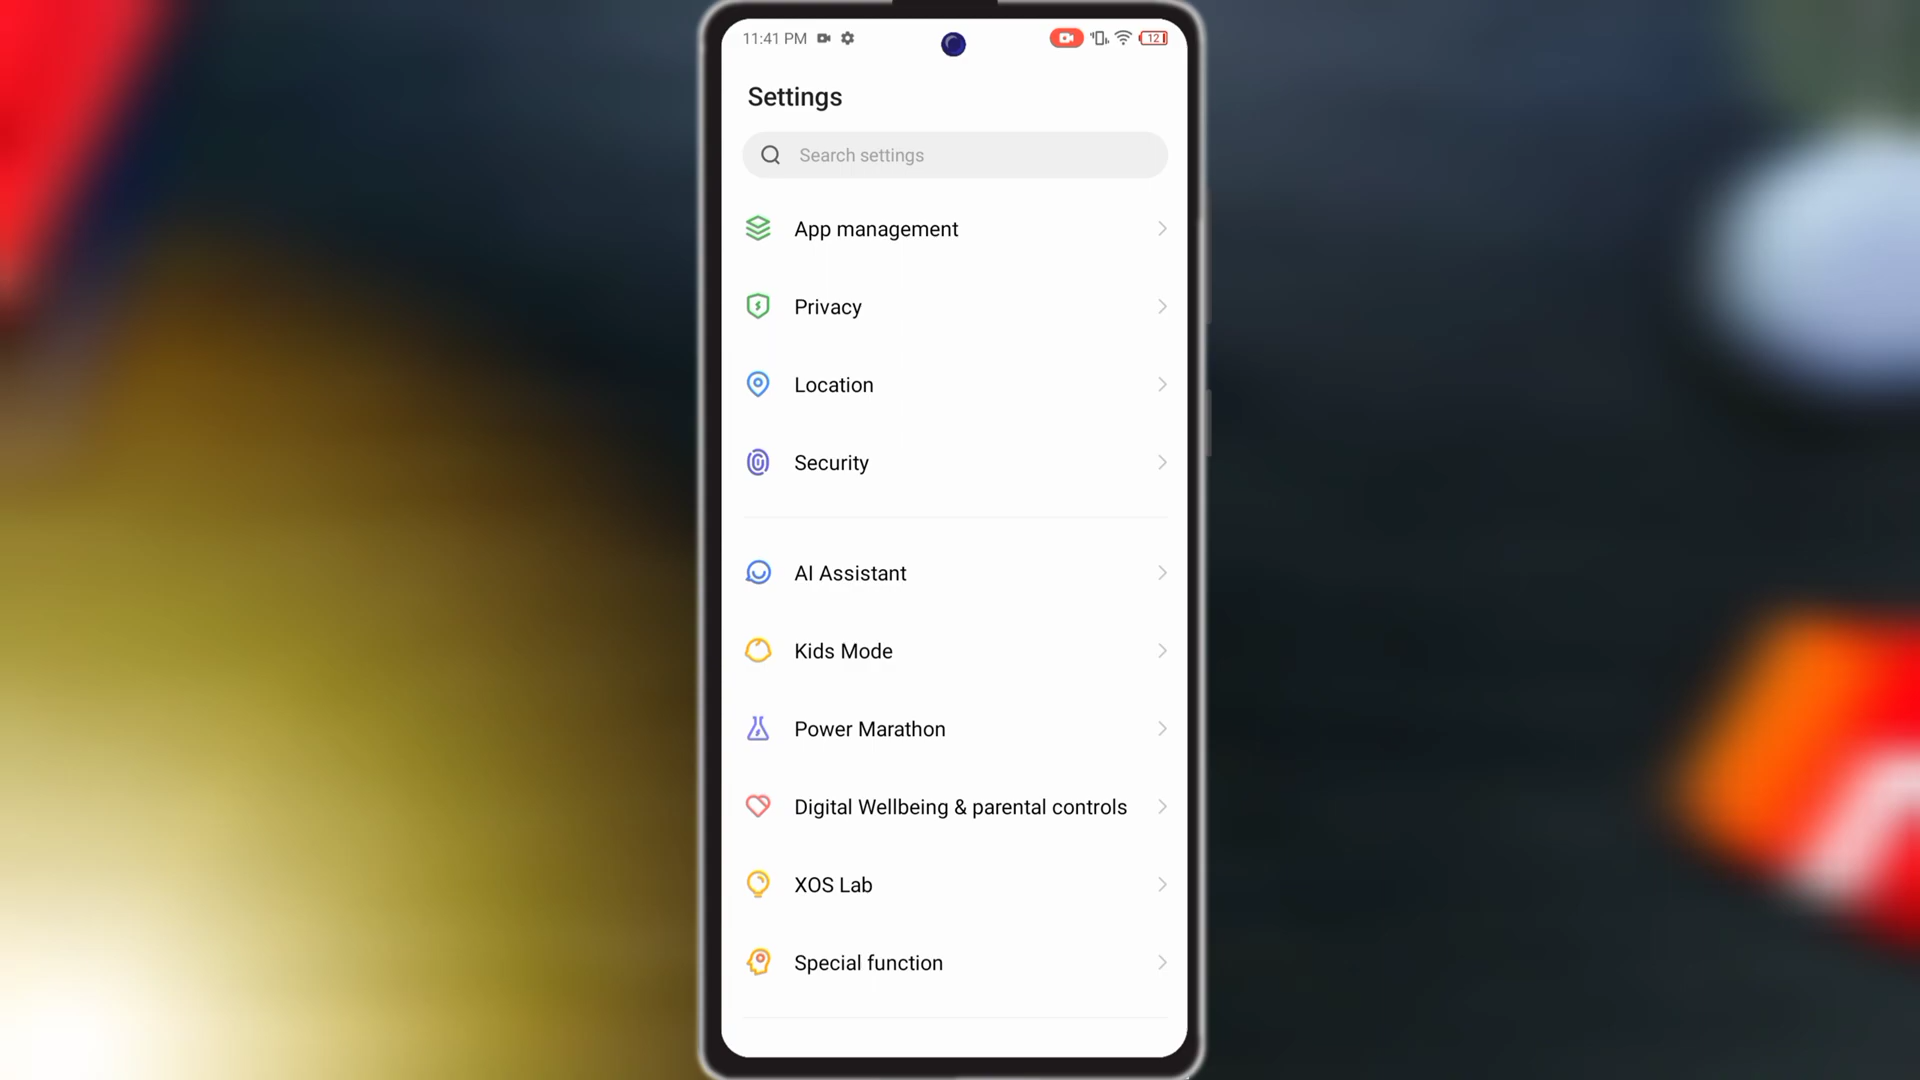 11:41 PM
12
Settings
Search settings
App management
Privacy
Location
Security
AI Assistant
Kids Mode
Power Marathon
Digital Wellbeing & parental controls
XOS Lab
Special function